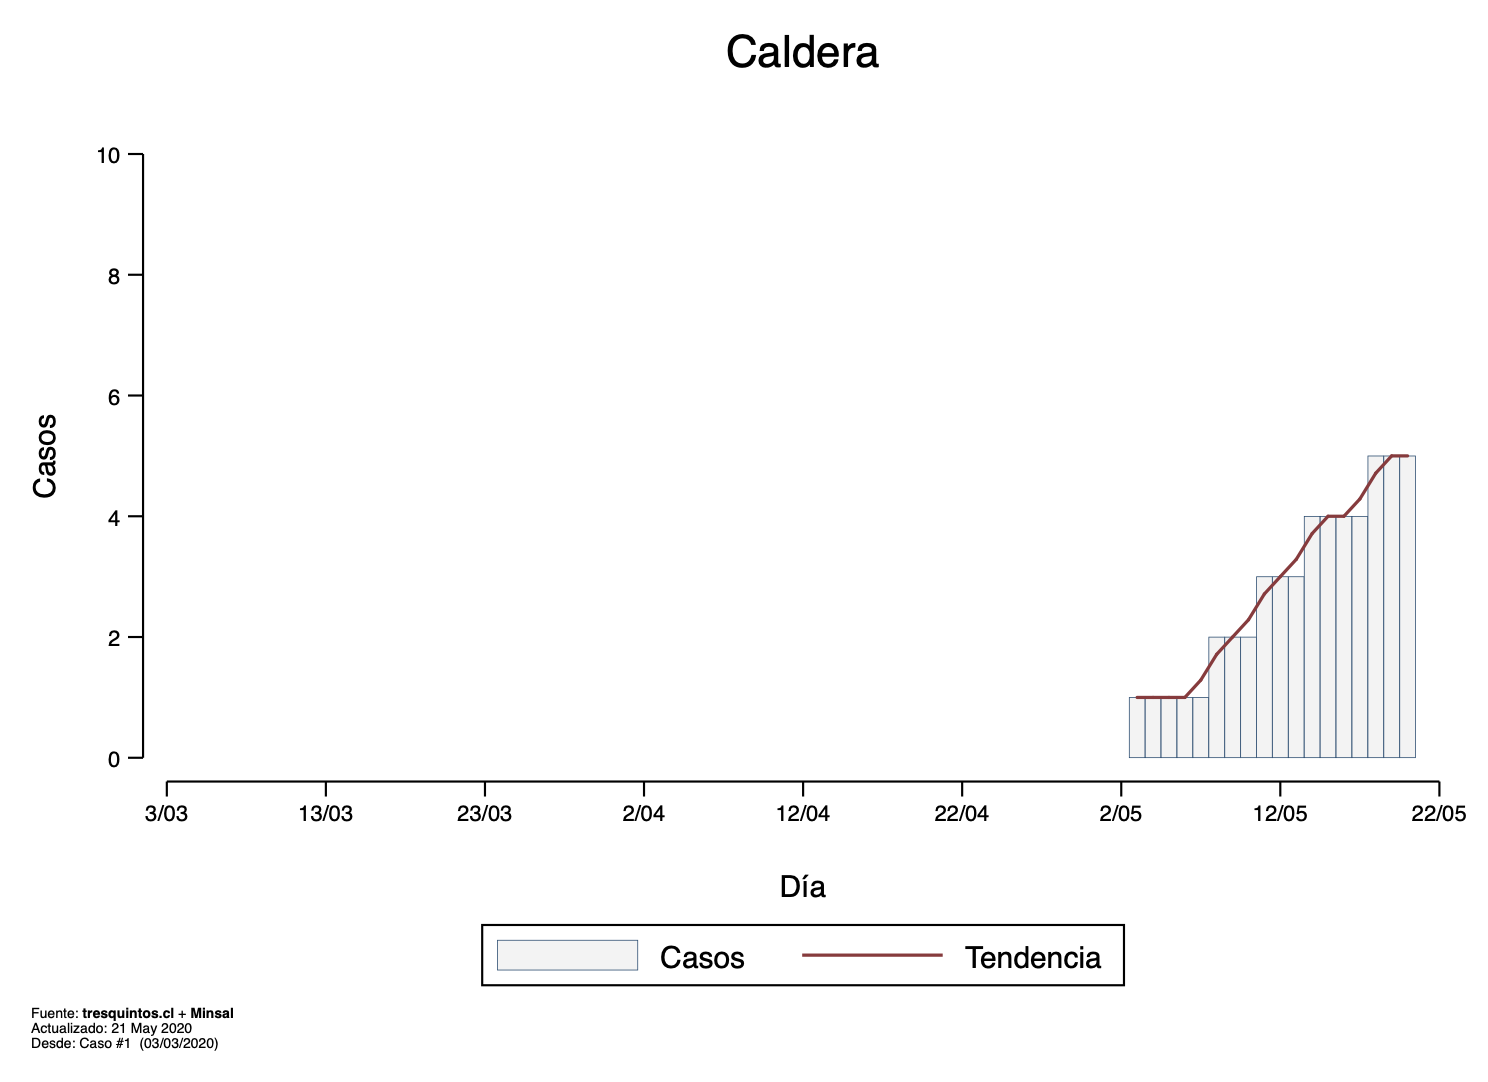 Caldera
10
8
6
4
2
0
Casos
3/03 13/03 23/03 2/04 12/04 22/04 2/05 12/05 22/05
Día
Casos Tendencia
Fuente: tresquintos.cl + Minsal
Actualizado: 21 May 2020
Desde: Caso #1 (03/03/2020)